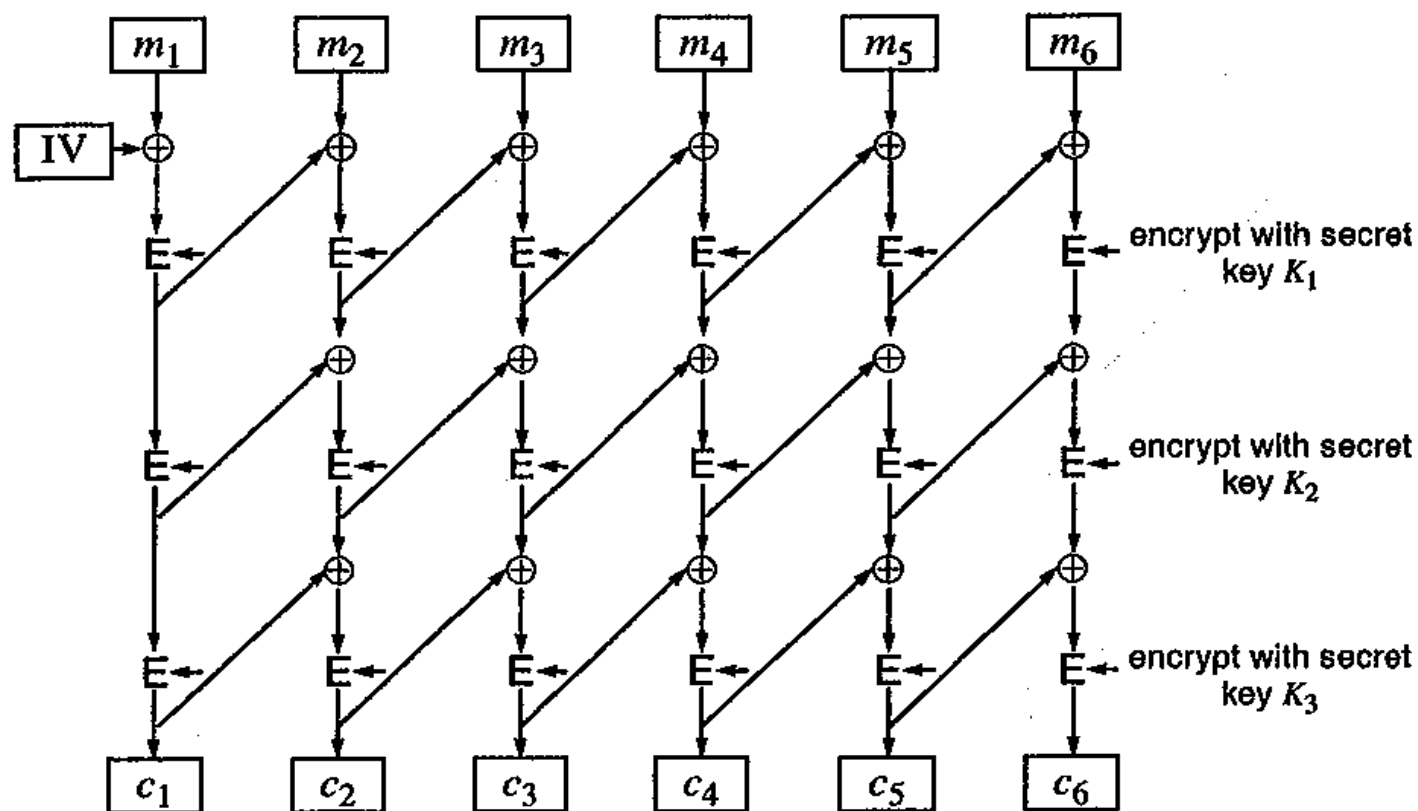 m₁ m₂ m₃ m₄ m₅ m₆
IV
E E E E E E encrypt with secret
key K₁
E E E E E E encrypt with secret
key K₂
E E E E E E encrypt with secret
key K₃
c₁ c₂ c₃ c₄ c₅ c₆